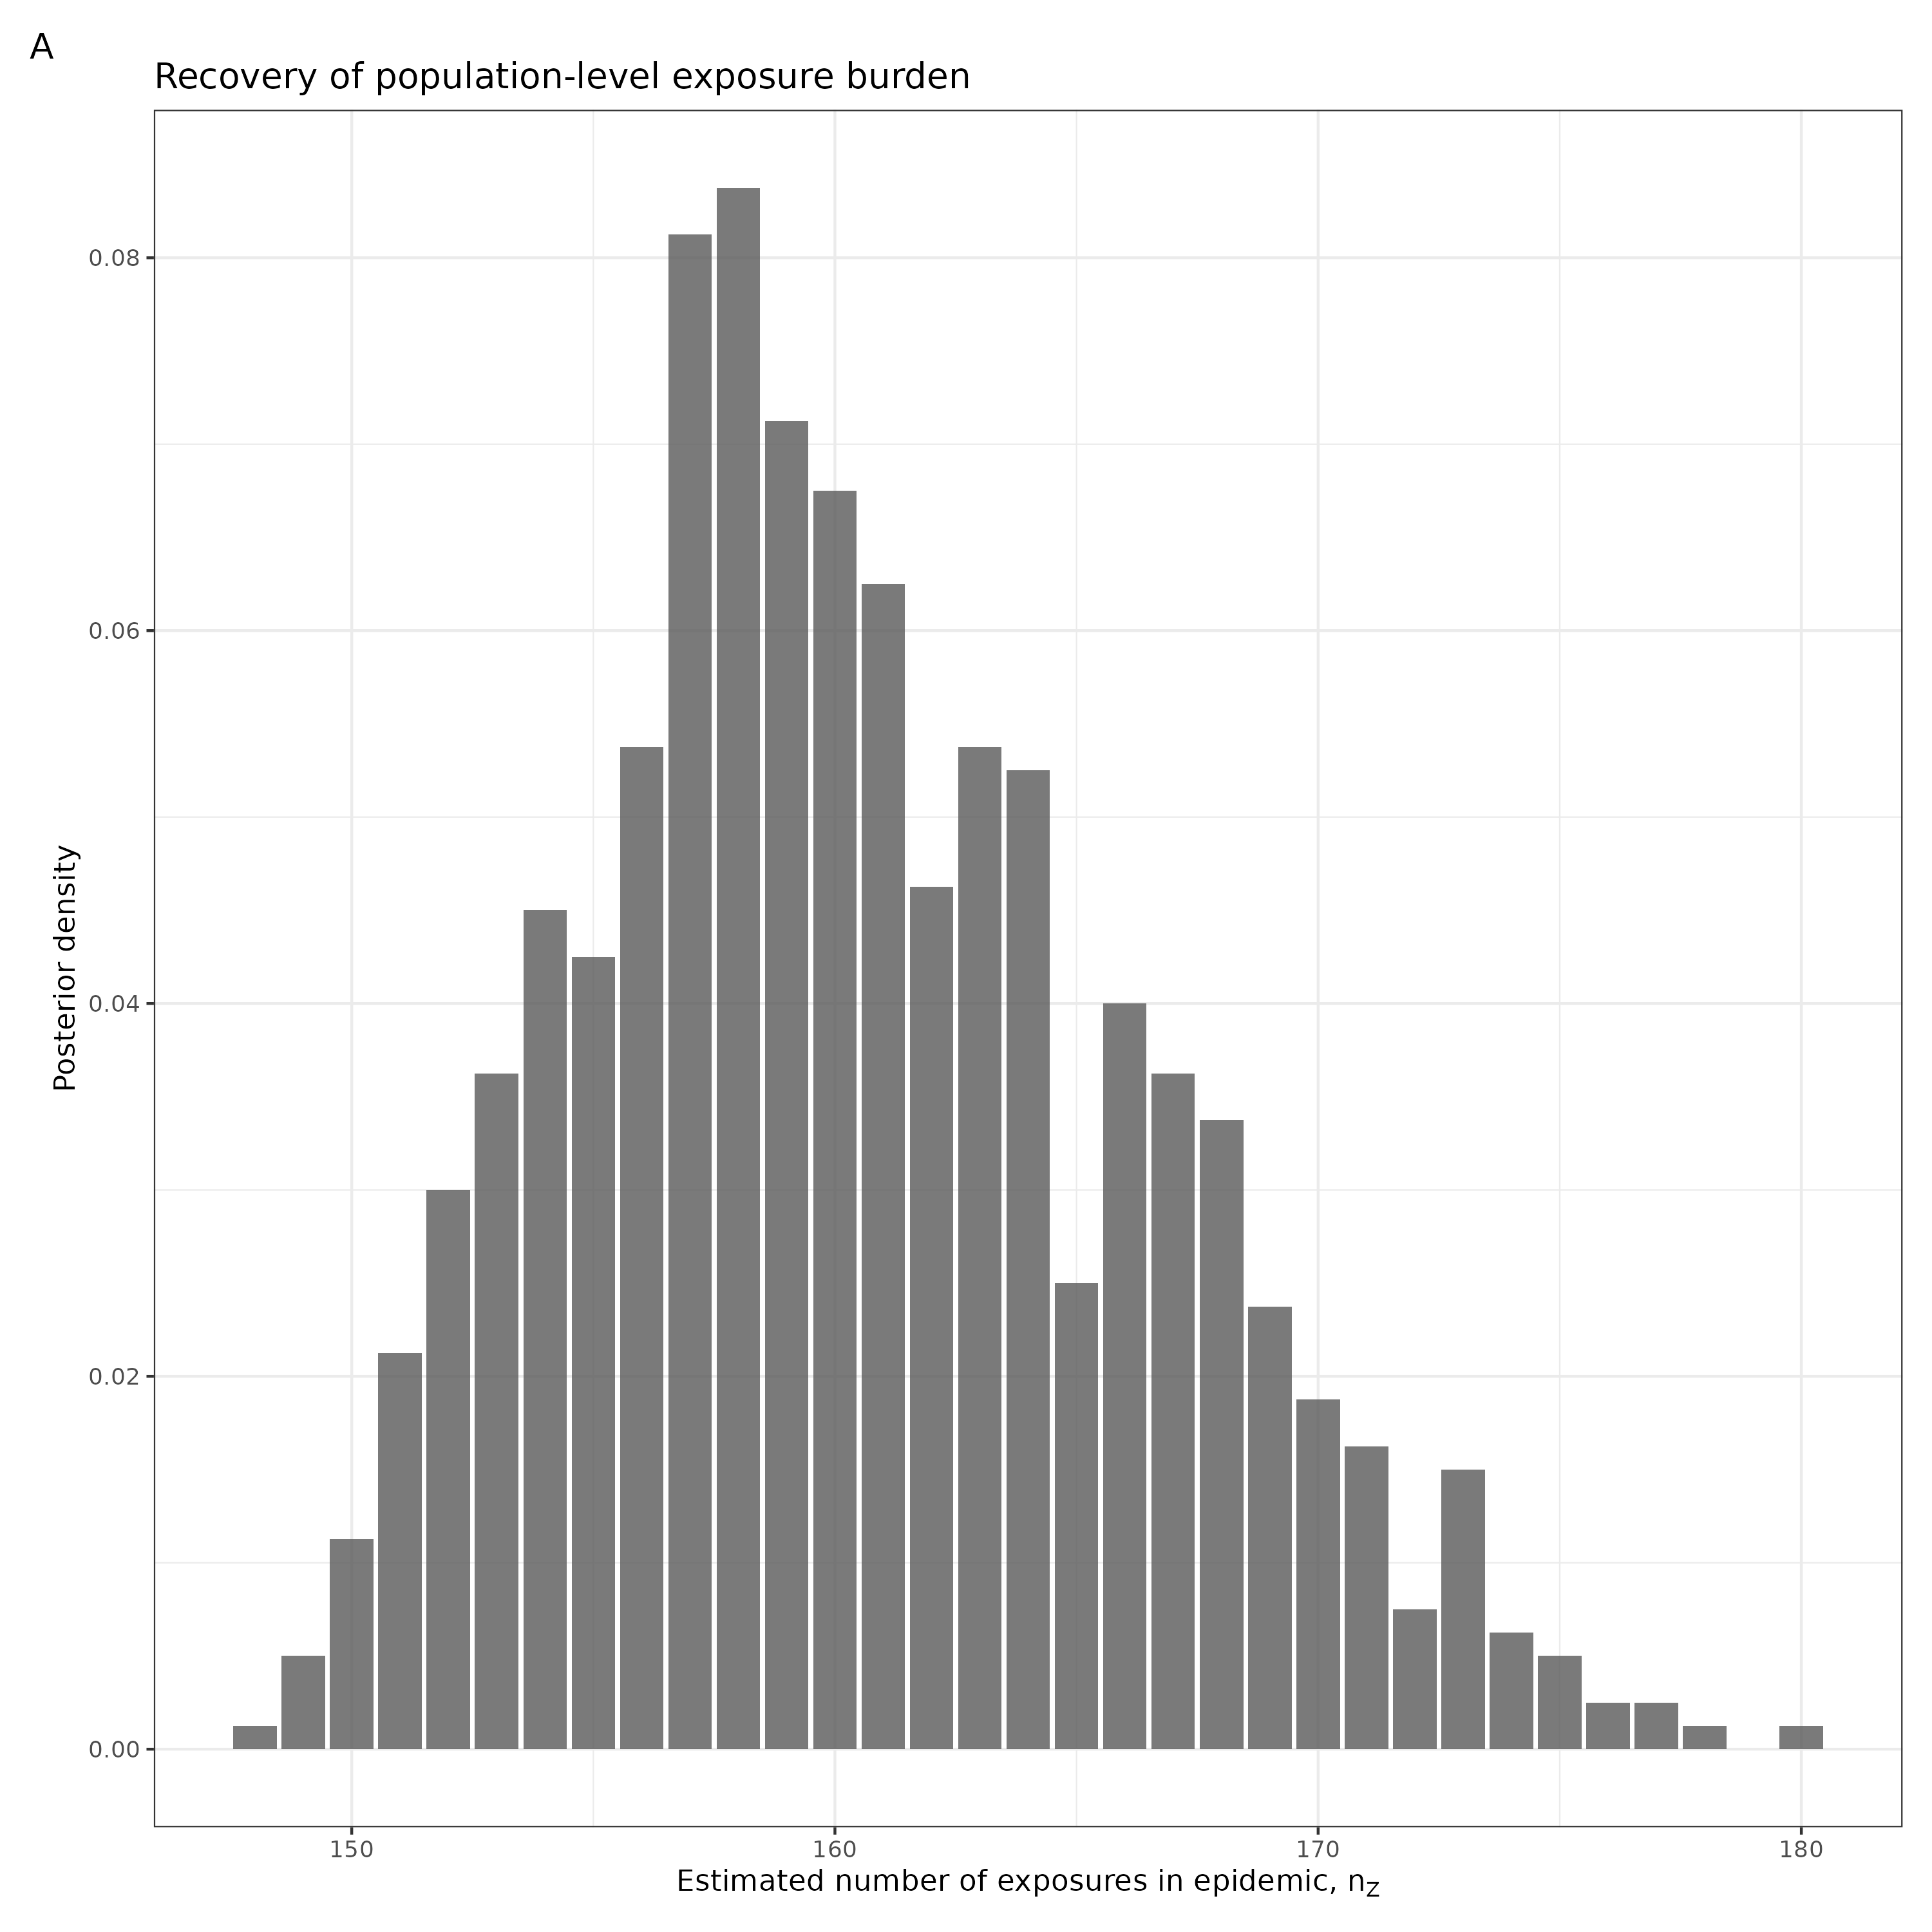 A
Recovery of population-level exposure burden
Posterior density
0.08
0.06
0.04
0.02
0.00
150 160 170 180
Estimated number of exposures in epidemic, nZ